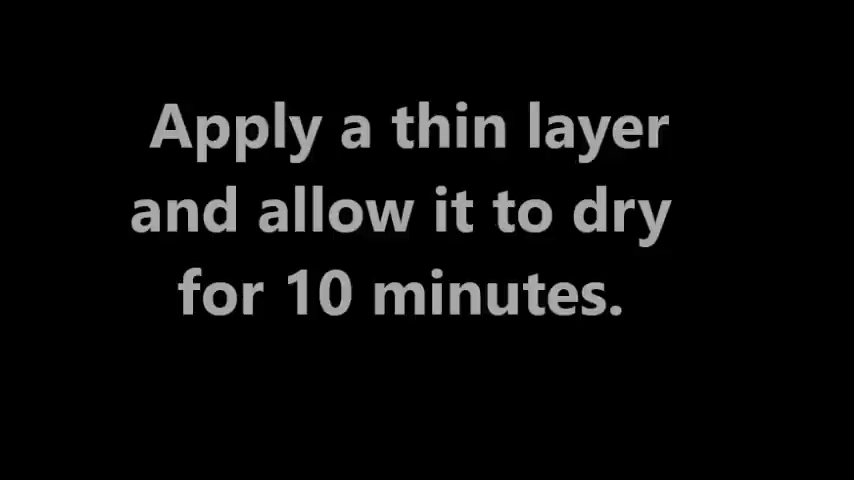 Apply a thin layer
and allow it to dry
for 10 minutes.